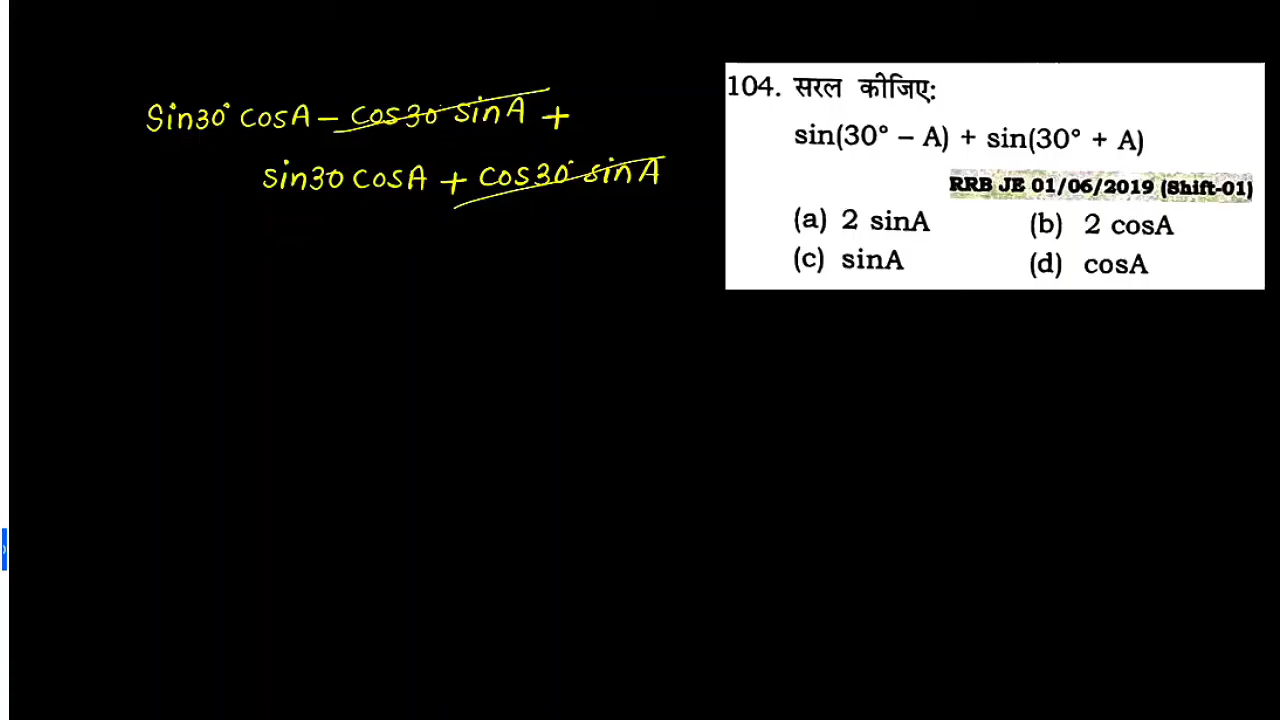 Sin30° cosA – cos30 sinA +
sin30 cosA + cos30° sinA
104. सरल कीजिए:
sin(30° – A) + sin(30° + A)
RRB JE 01/06/2019 (Shift-01)
(a) 2 sinA (b) 2 cosA
(c) sinA (d) cosA